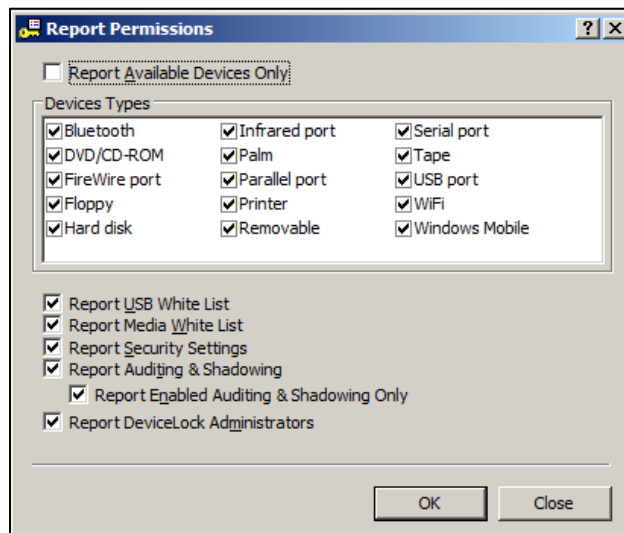 Report Permissions
Report Available Devices Only
Devices Types
Bluetooth Infrared port Serial port
DVD/CD-ROM Palm Tape
FireWire port Parallel port USB port
Floppy Printer WiFi
Hard disk Removable Windows Mobile
Report USB White List
Report Media White List
Report Security Settings
Report Auditing & Shadowing
Report Enabled Auditing & Shadowing Only
Report DeviceLock Administrators
OK Close